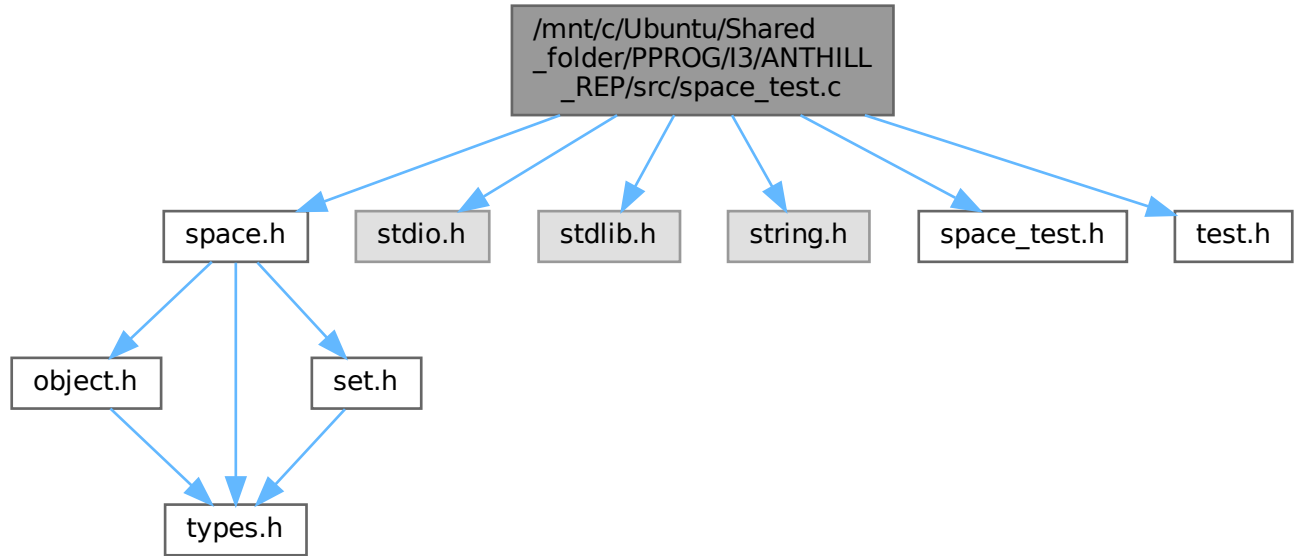 /mnt/c/Ubuntu/Shared
_folder/PPROG/I3/ANTHILL
_REP/src/space_test.c
space.h
stdio.h
stdlib.h
string.h
space_test.h
test.h
object.h
set.h
types.h